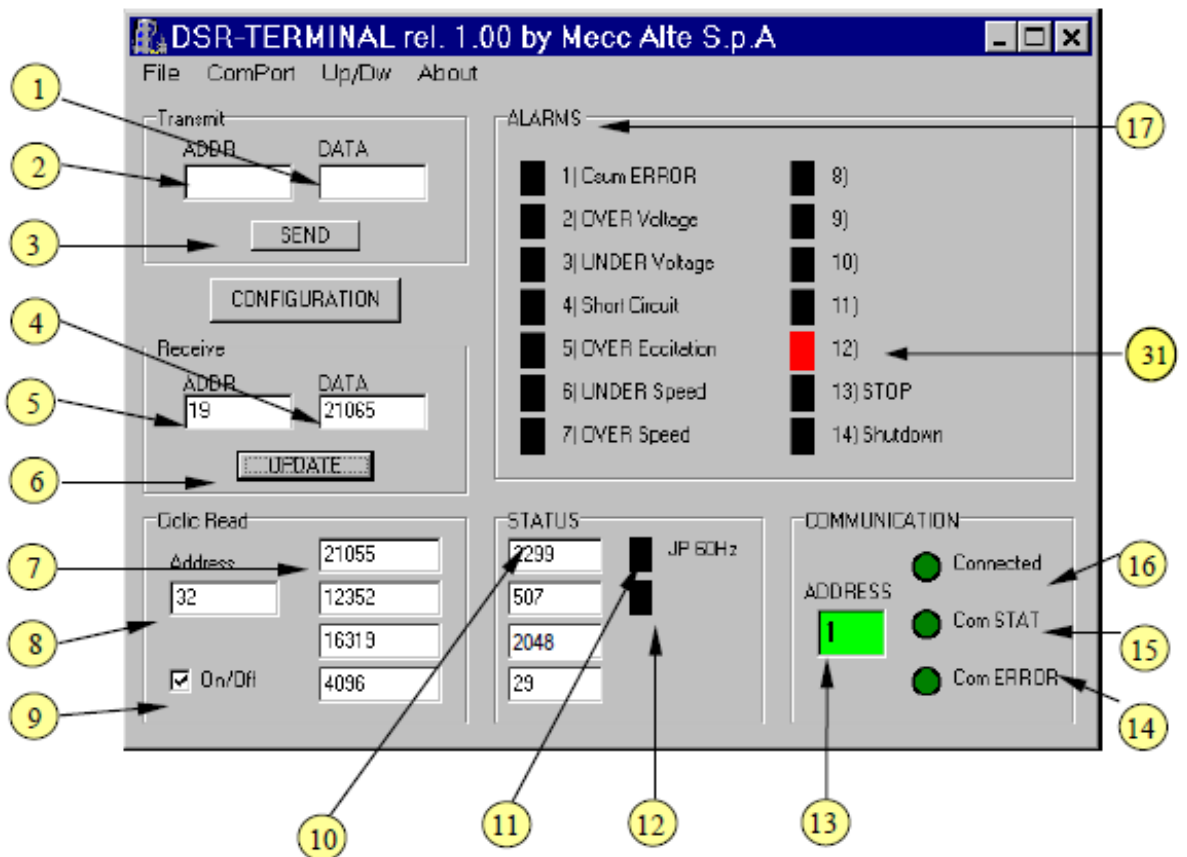 DSR-TERMINAL rel. 1.00 by Mecc Alte S.p.A
File ComPort Up/Dw About
1
2
3
4
5
6
7
8
9
Transmit
ADDR DATA
SEND
CONFIGURATION
Receive
ADDR DATA
19 21065
UPDATE
Ciclic Read
Address
32
On/Off
21055
12352
16319
4096
ALARMS
17
1) Csum ERROR
2) OVER Voltage
3) UNDER Voltage
4) Short Circuit
5) OVER Eccitation
6) UNDER Speed
7) OVER Speed
8)
9)
10)
11)
12)
13) STOP
14) Shutdown
31
STATUS
2299
507
2048
29
JP 60Hz
COMMUNICATION
ADDRESS
1
Connected
Com STAT
Com ERROR
16
15
14
10
11
12
13